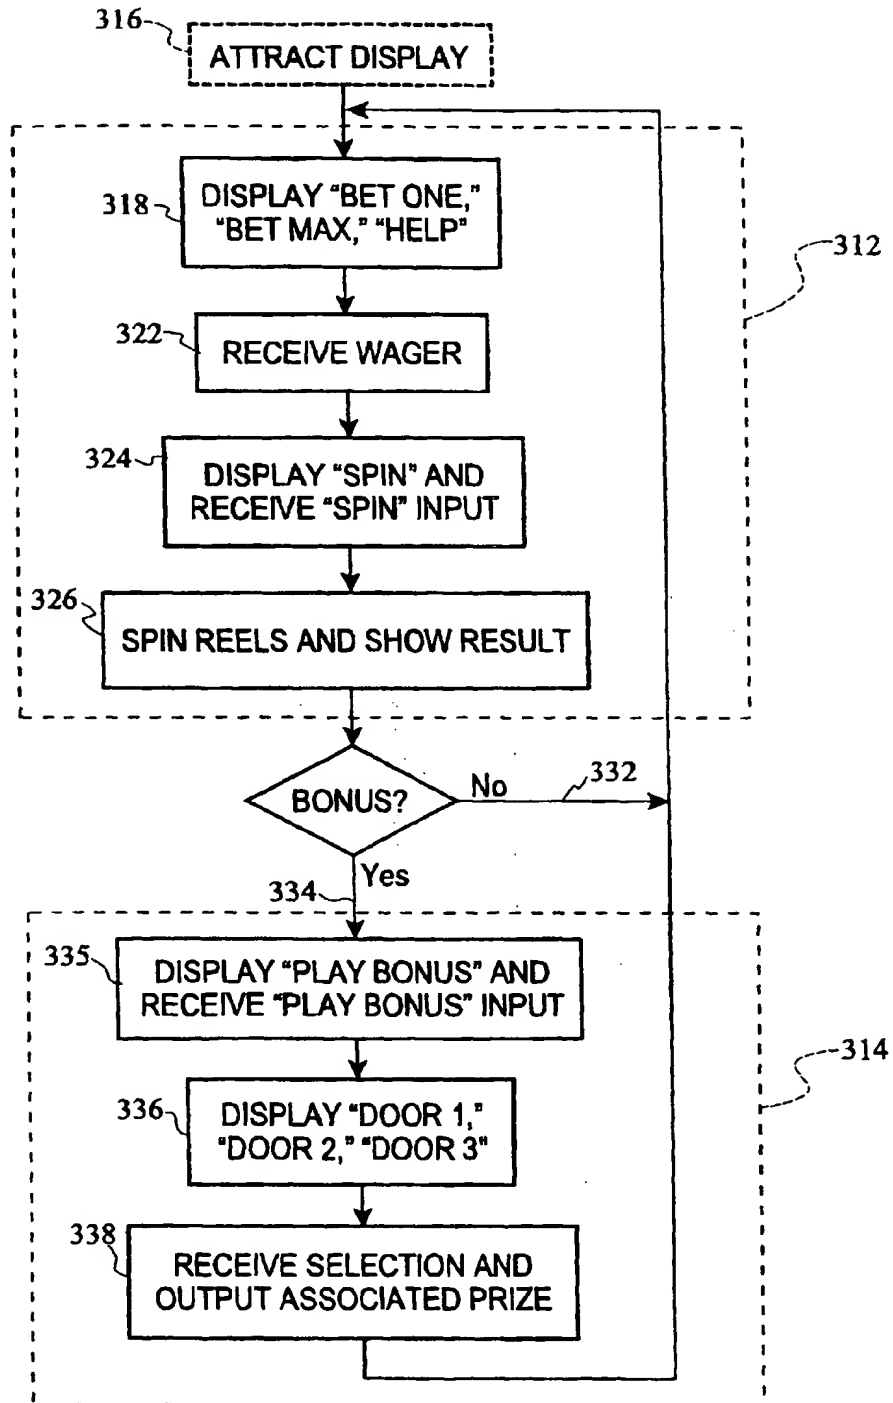 316
ATTRACT DISPLAY
318
DISPLAY "BET ONE,"
"BET MAX," "HELP"
312
322
RECEIVE WAGER
324
DISPLAY "SPIN" AND
RECEIVE "SPIN" INPUT
326
SPIN REELS AND SHOW RESULT
BONUS?
No
332
Yes
334
335
DISPLAY "PLAY BONUS" AND
RECEIVE "PLAY BONUS" INPUT
314
336
DISPLAY "DOOR 1,"
"DOOR 2," "DOOR 3"
338
RECEIVE SELECTION AND
OUTPUT ASSOCIATED PRIZE